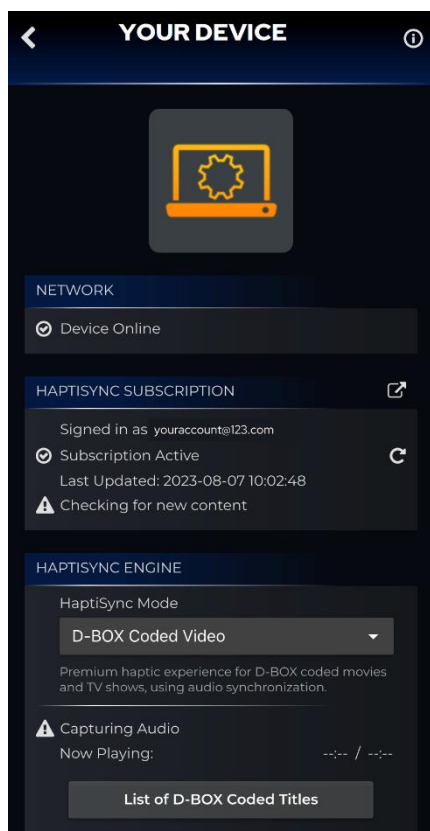 YOUR DEVICE
NETWORK
Device Online
HAPTISYNC SUBSCRIPTION
Signed in as youraccount@123.com
Subscription Active
Last Updated: 2023-08-07 10:02:48
Checking for new content
HAPTISYNC ENGINE
HaptiSync Mode
D-BOX Coded Video
Premium haptic experience for D-BOX coded movies
and TV shows, using audio synchronization.
Capturing Audio
Now Playing: --:-- / --:--
List of D-BOX Coded Titles